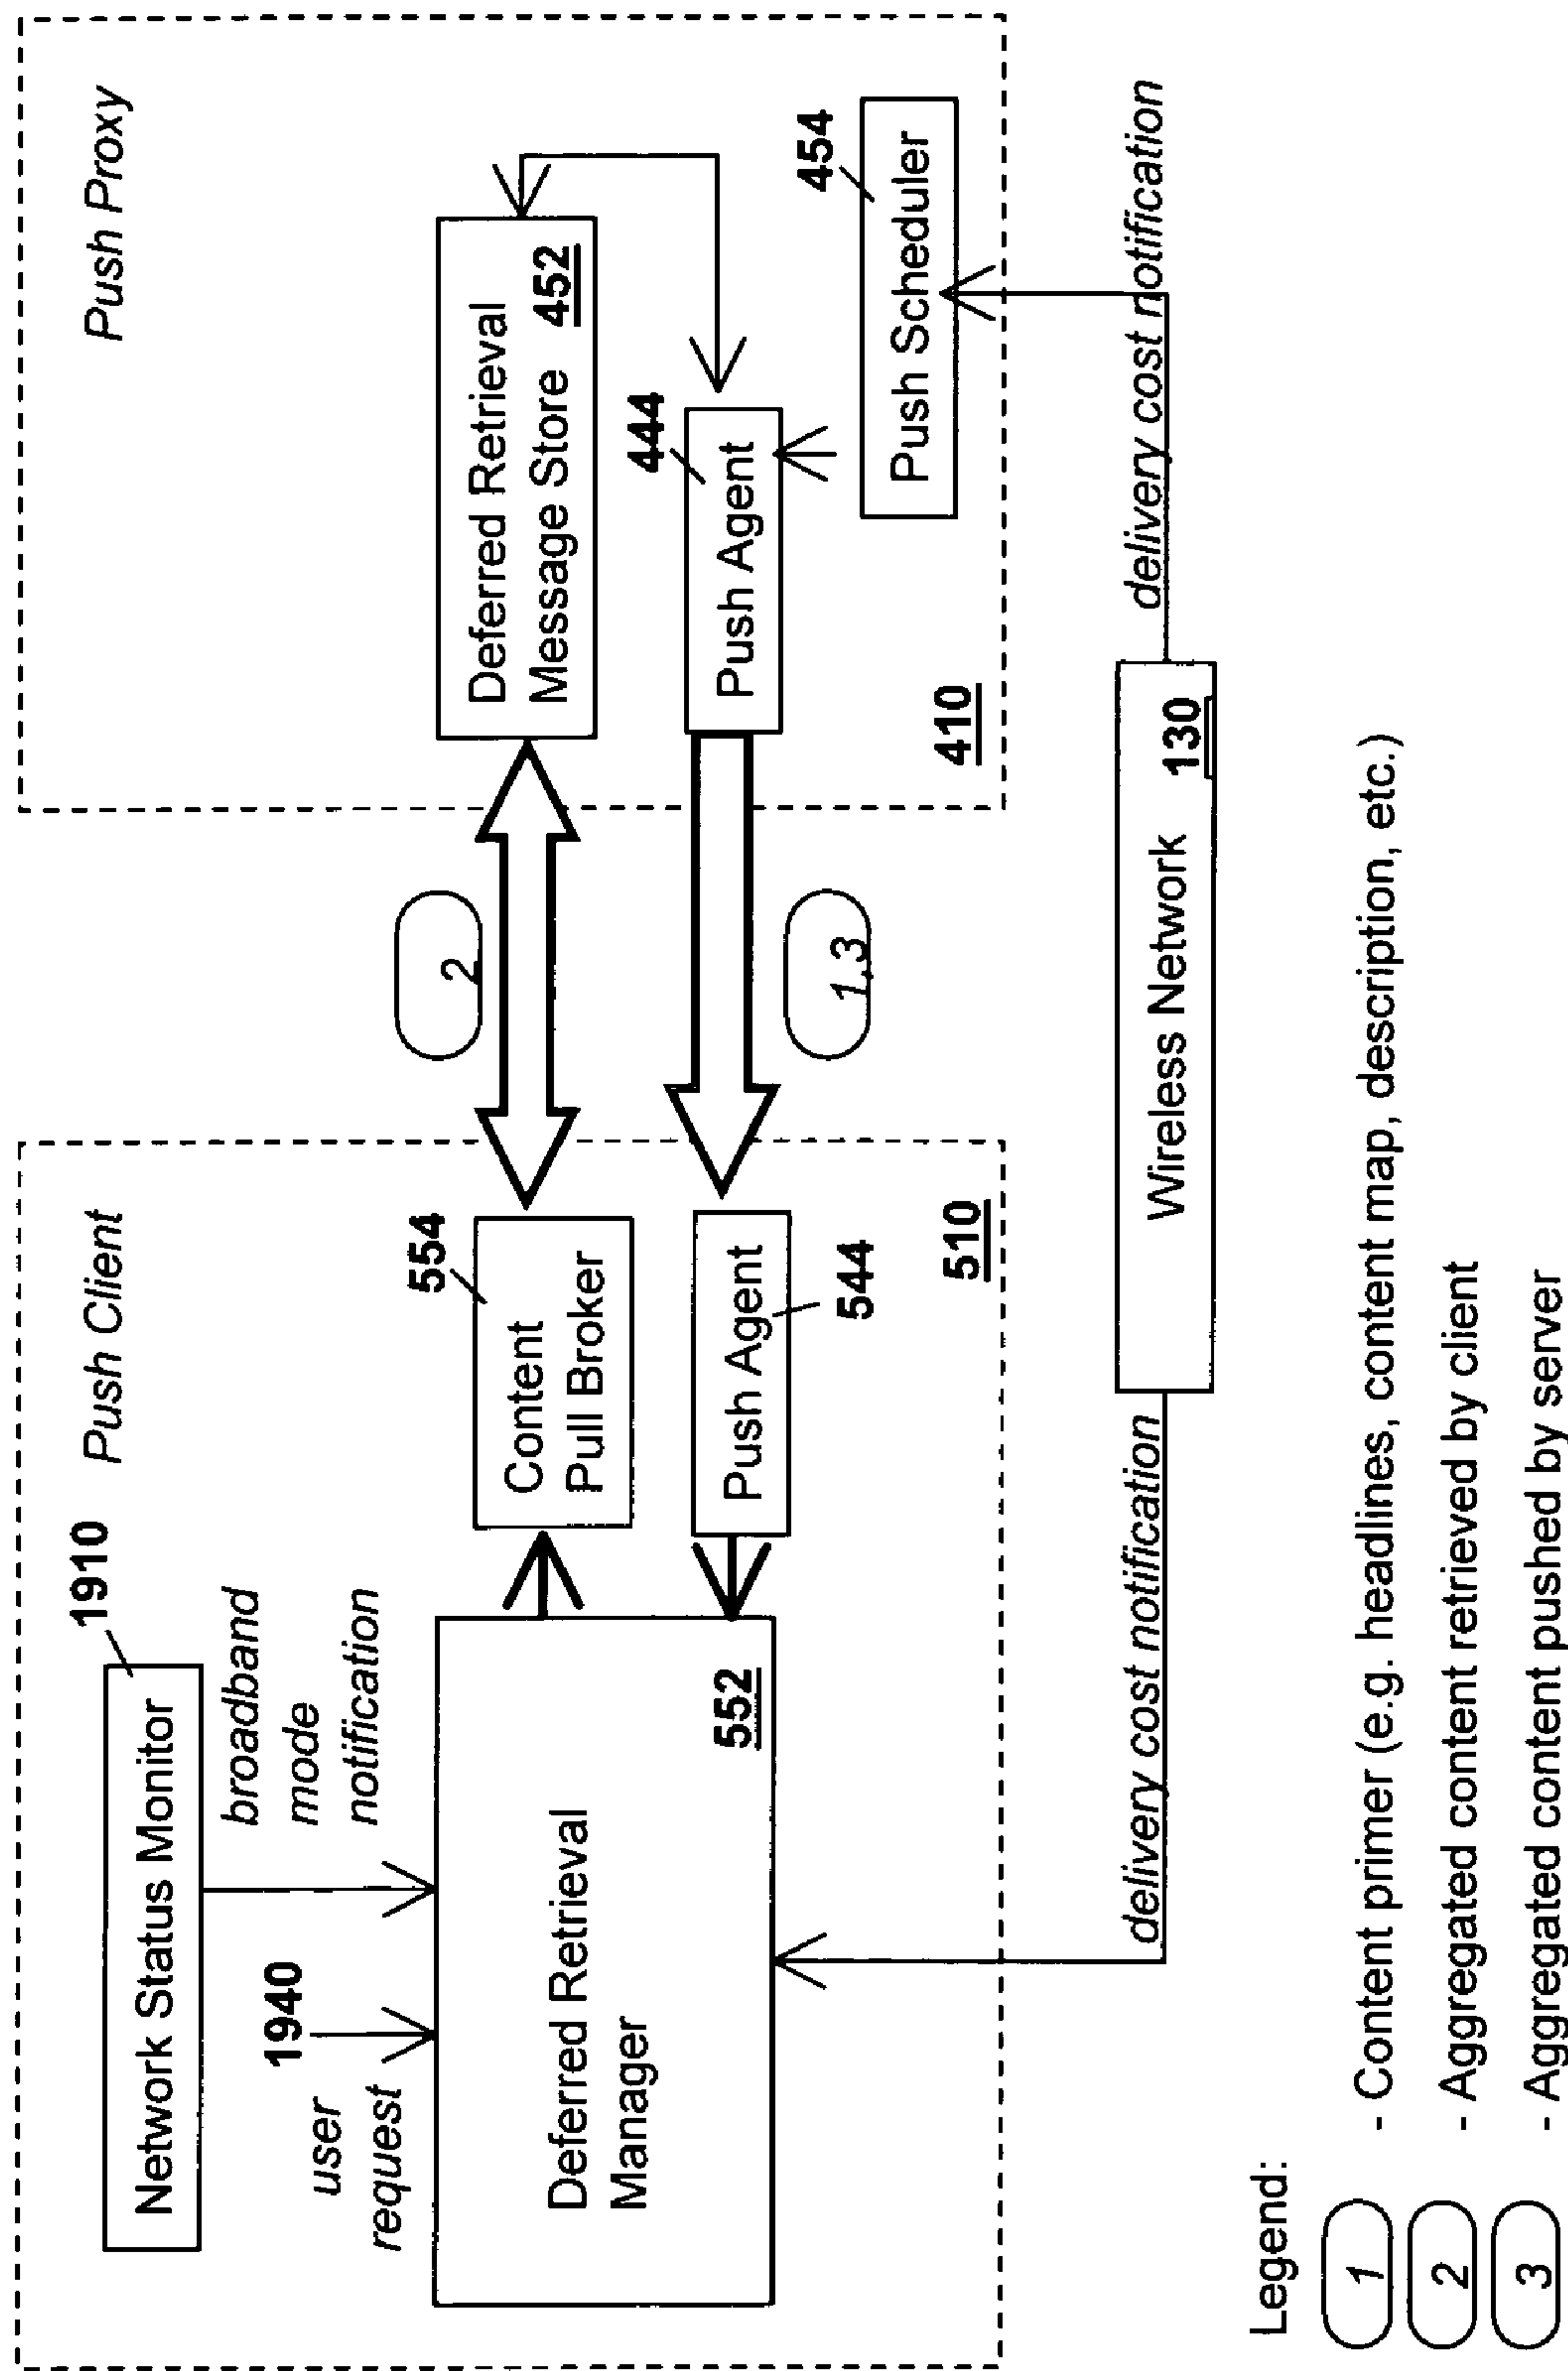 Push Client
1910
Network Status Monitor
broadband
mode
notification
1940
user
request
Deferred Retrieval
Manager
552
554
Content
Pull Broker
Push Agent
544
510
2
1,3
Push Proxy
Deferred Retrieval
Message Store 452
444
Push Agent
454
Push Scheduler
410
delivery cost notification
Wireless Network 130
delivery cost notification
Legend:
1 - Content primer (e.g. headlines, content map, description, etc.)
2 - Aggregated content retrieved by client
3 - Aggregated content pushed by server